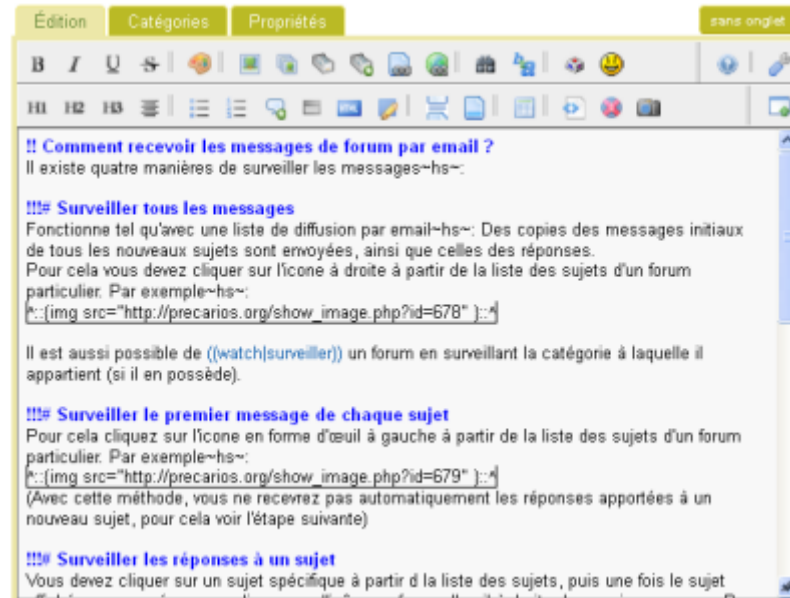 Édition Catégories Propriétés sans onglet
B I U S
H1 H2 H3
!! Comment recevoir les messages de forum par email ?
Il existe quatre manières de surveiller les messages~hs~:
!!!# Surveiller tous les messages
Fonctionne tel qu'avec une liste de diffusion par email~hs~: Des copies des messages initiaux
de tous les nouveaux sujets sont envoyées, ainsi que celles des réponses.
Pour cela vous devez cliquer sur l'icone à droite à partir de la liste des sujets d'un forum
particulier. Par exemple~hs~:
^::{img src="http://precarios.org/show_image.php?id=678" }::^
Il est aussi possible de ((watch|surveiller)) un forum en surveillant la catégorie à laquelle il
appartient (si il en possède).
!!!# Surveiller le premier message de chaque sujet
Pour cela cliquez sur l'icone en forme d'œuil à gauche à partir de la liste des sujets d'un forum
particulier. Par exemple~hs~:
^::{img src="http://precarios.org/show_image.php?id=679" }::^
(Avec cette méthode, vous ne recevrez pas automatiquement les réponses apportées à un
nouveau sujet, pour cela voir l'étape suivante)
!!!# Surveiller les réponses à un sujet
Vous devez cliquer sur un sujet spécifique à partir d la liste des sujets, puis une fois le sujet